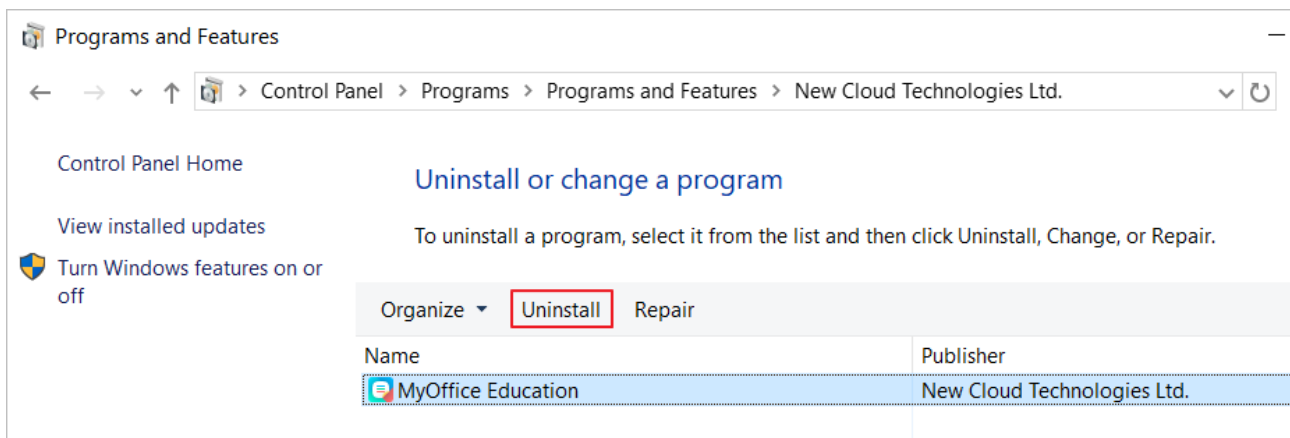 Programs and Features
Control Panel > Programs > Programs and Features > New Cloud Technologies Ltd.
Control Panel Home
View installed updates
Turn Windows features on or
off
Uninstall or change a program
To uninstall a program, select it from the list and then click Uninstall, Change, or Repair.
Organize Uninstall Repair
Name Publisher
MyOffice Education New Cloud Technologies Ltd.